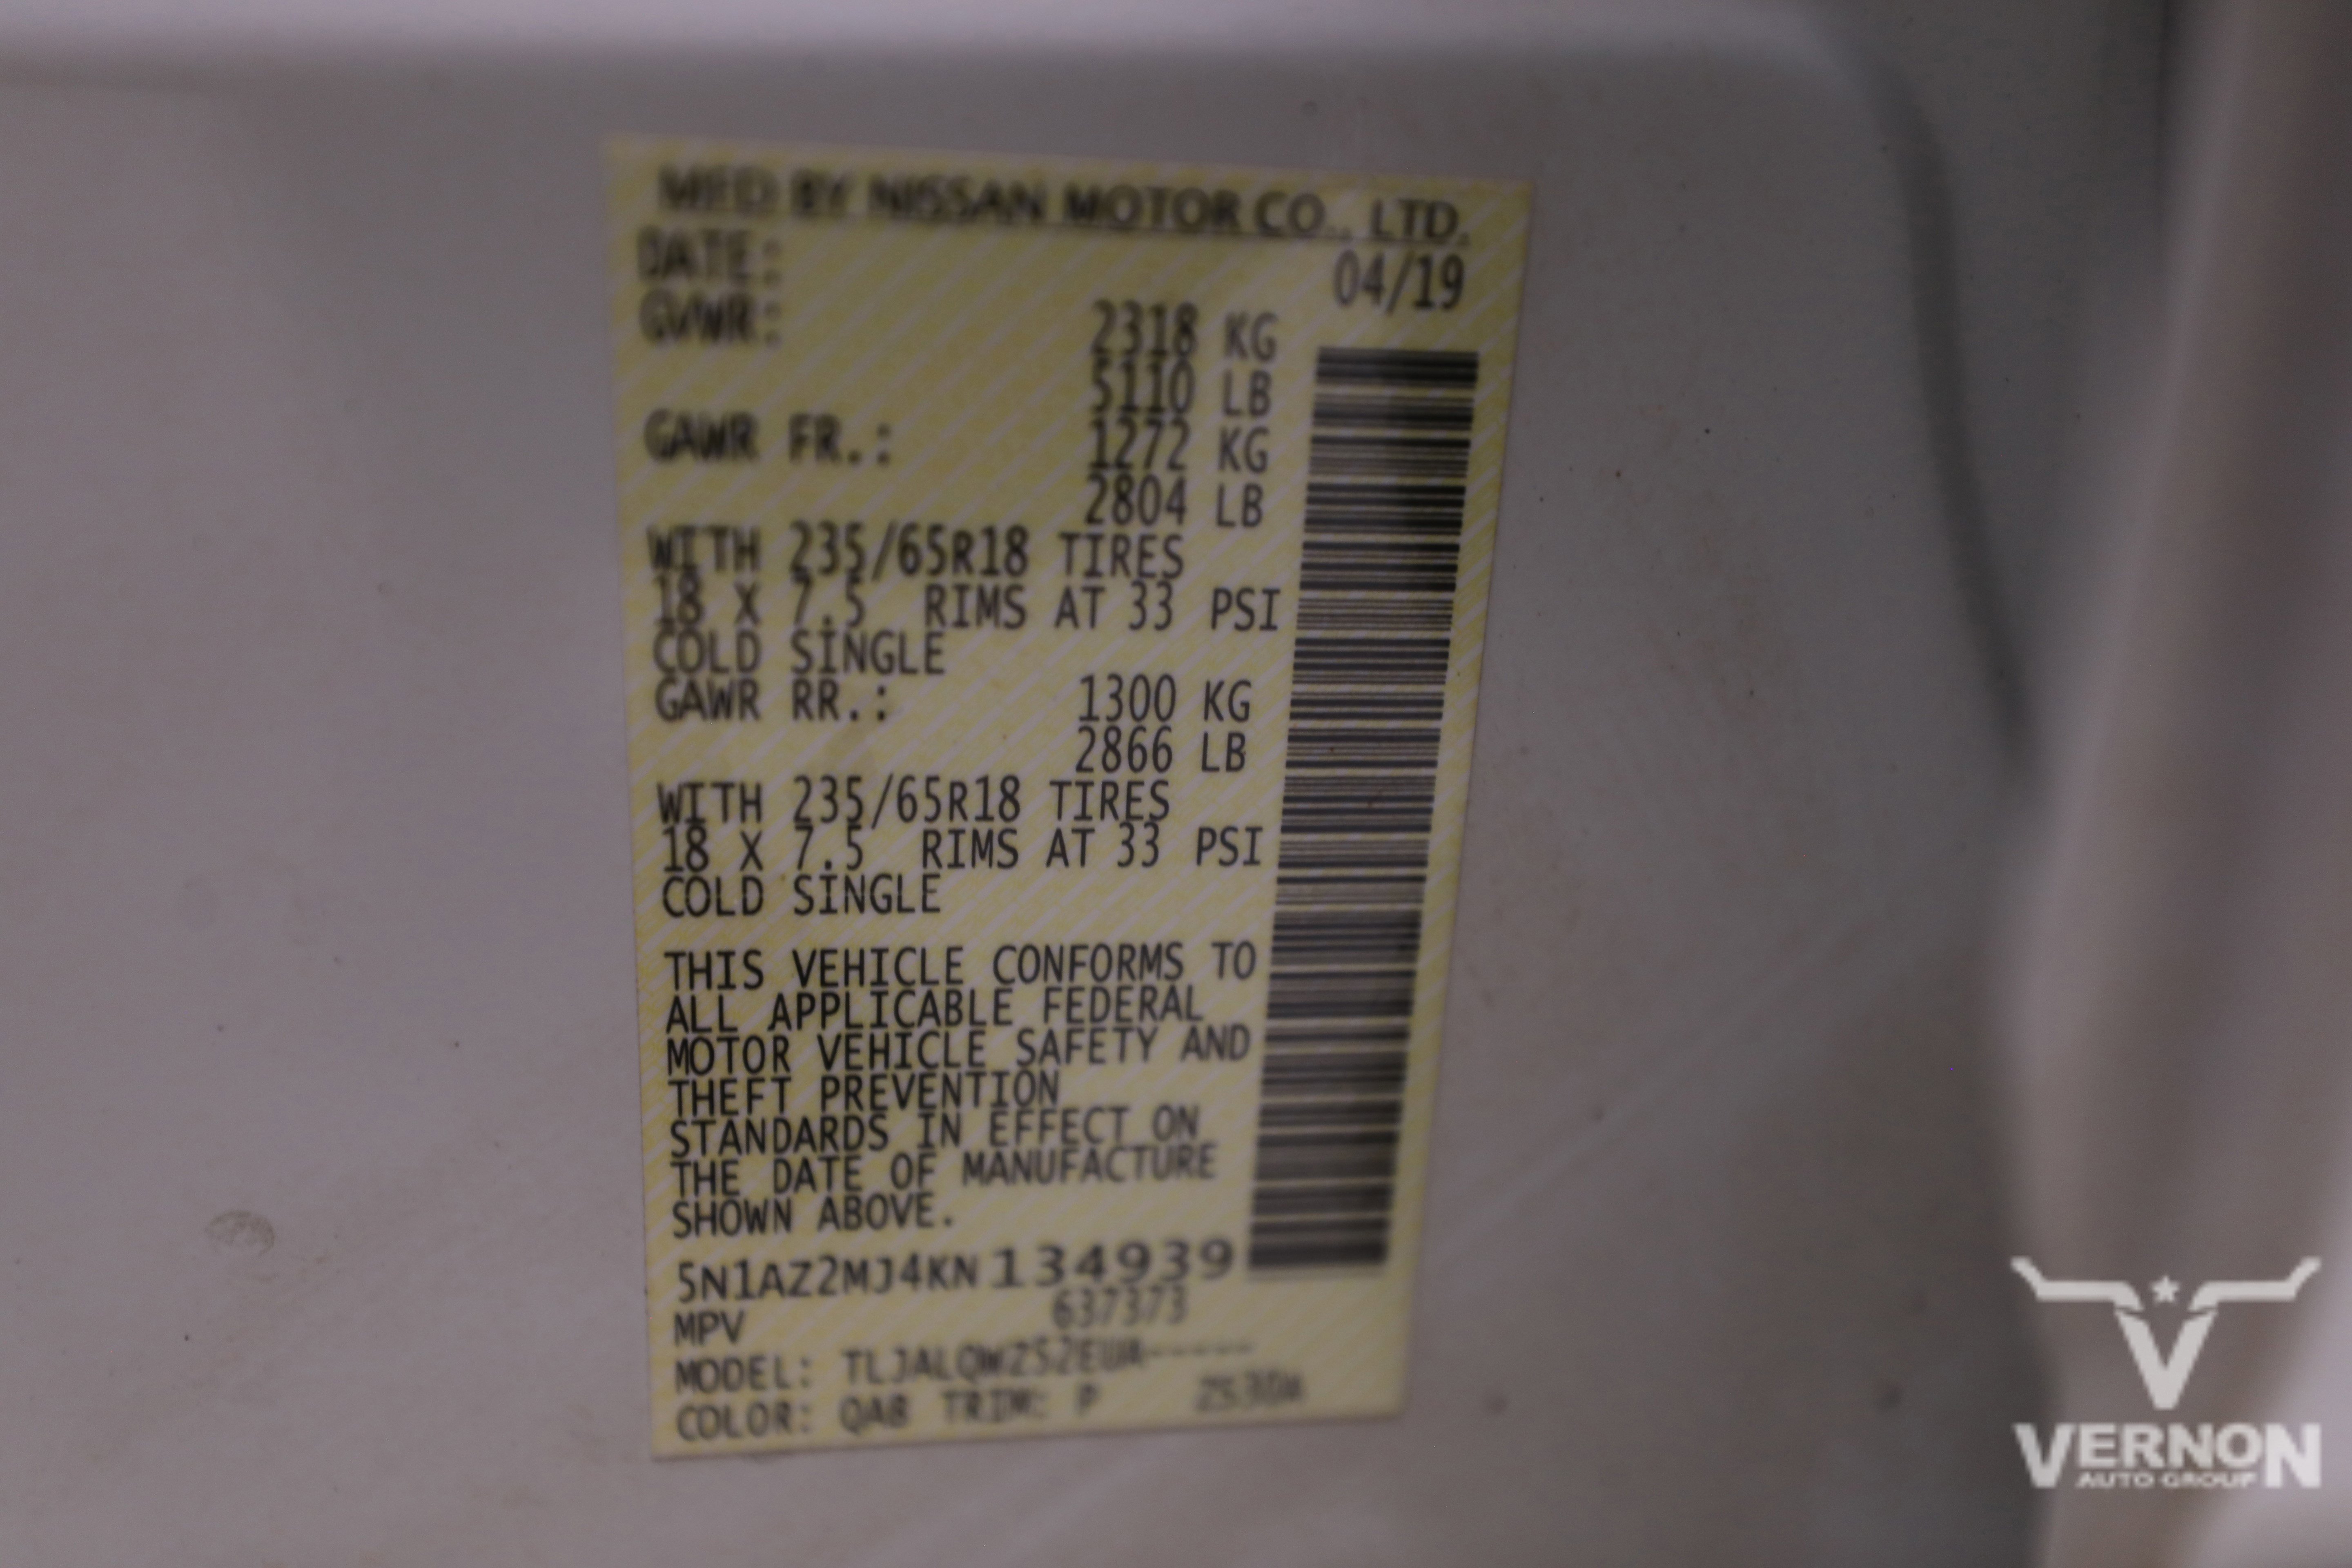 MFD BY NISSAN MOTOR CO., LTD.
DATE: 04/19
GVWR: 2318 KG
5110 LB
GAWR FR.: 1272 KG
2804 LB
WITH 235/65R18 TIRES
18 X 7.5 RIMS AT 33 PSI
COLD SINGLE
GAWR RR.: 1300 KG
2866 LB
WITH 235/65R18 TIRES
18 X 7.5 RIMS AT 33 PSI
COLD SINGLE
THIS VEHICLE CONFORMS TO
ALL APPLICABLE FEDERAL
MOTOR VEHICLE SAFETY AND
THEFT PREVENTION
STANDARDS IN EFFECT ON
THE DATE OF MANUFACTURE
SHOWN ABOVE.
5N1AZ2MJ4KN134939
MPV 637373
MODEL: 
COLOR: QAB TRIM: P
VERNON
AUTO GROUP